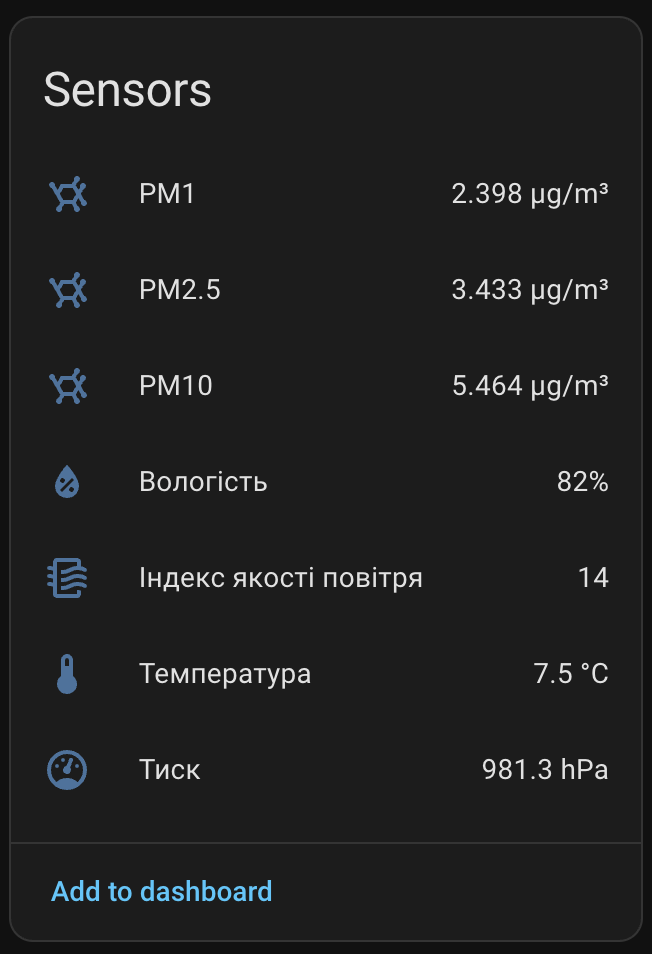 Sensors
PM1 2.398 µg/m³
PM2.5 3.433 µg/m³
PM10 5.464 µg/m³
Вологість 82%
Індекс якості повітря 14
Температура 7.5 °C
Тиск 981.3 hPa
Add to dashboard